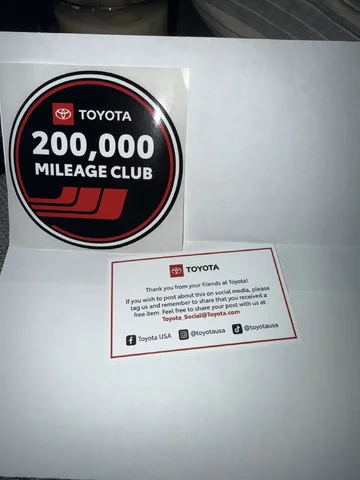 TOYOTA
200,000
MILEAGE CLUB
TOYOTA
Thank you from your friends at Toyota!
If you wish to post about this on social media, please
tag us and remember to share that you received a
free item. Feel free to share your post with us at
Toyota_Social@Toyota.com
Toyota USA @toyotausa @toyotausa